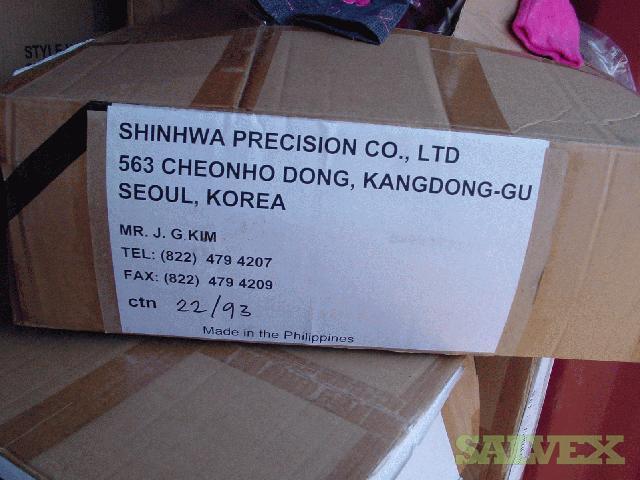 STYLE
SHINHWA PRECISION CO., LTD
563 CHEONHO DONG, KANGDONG-GU
SEOUL, KOREA
MR. J. G.KIM
TEL: (822) 479 4207
FAX: (822) 479 4209
ctn 22/93
Made in the Philippines
SALVEX